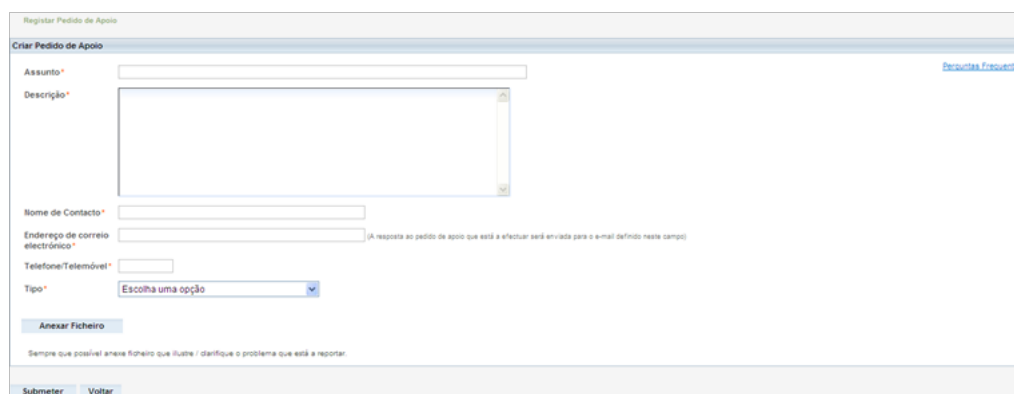 Registar Pedido de Apoio
Criar Pedido de Apoio
Assunto*
Perguntas Frequent
Descrição*
Nome de Contacto*
Endereço de correio
electrónico*
(A resposta ao pedido de apoio que está a efectuar será enviada para o e-mail definido neste campo)
Telefone/Telemóvel*
Tipo*
Escolha uma opção
Anexar Ficheiro
Sempre que possível anexe ficheiro que ilustre / clarifique o problema que está a reportar.
Submeter Voltar